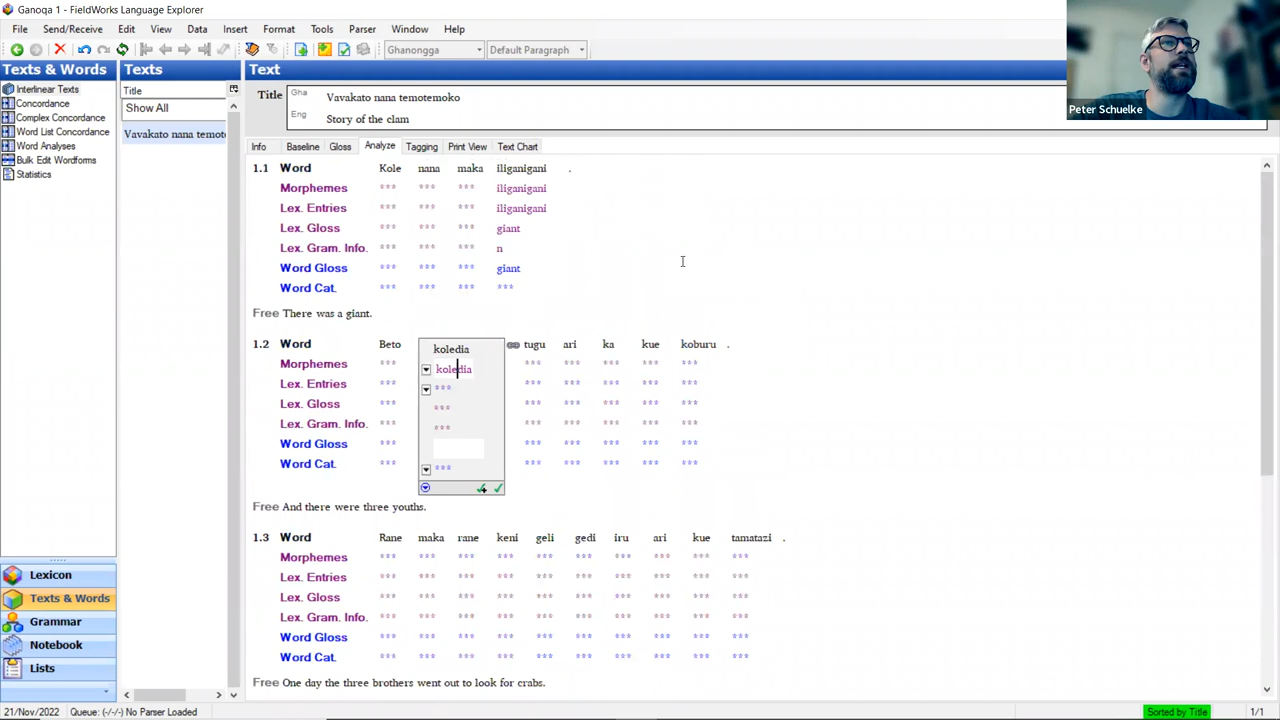 Ganoqa 1 - FieldWorks Language Explorer
File Send/Receive Edit View Data Insert Format Tools Parser Window Help
Ghanongga Default Paragraph
Texts & Words
Interlinear Texts
Concordance
Complex Concordance
Word List Concordance
Word Analyses
Bulk Edit Wordforms
Statistics
Lexicon
Texts & Words
Grammar
Notebook
Lists
Texts
Title
Show All
Vavakato nana temot
Text
Title Gha Vavakato nana temotemoko
Eng Story of the clam
Info Baseline Gloss Analyze Tagging Print View Text Chart
1.1 Word Kole nana maka iliganigani .
Morphemes *** *** *** iliganigani
Lex. Entries *** *** *** iliganigani
Lex. Gloss *** *** *** giant
Lex. Gram. Info. *** *** *** n
Word Gloss *** *** *** giant
Word Cat. *** *** *** ***
Free There was a giant.
1.2 Word Beto koledia tugu ari ka kue koburu .
Morphemes *** koledia *** *** *** *** ***
Lex. Entries *** *** *** *** *** *** ***
Lex. Gloss *** *** *** *** *** *** ***
Lex. Gram. Info. *** *** *** *** *** *** ***
Word Gloss *** *** *** *** *** ***
Word Cat. *** *** *** *** *** *** ***
Free And there were three youths.
1.3 Word Rane maka rane keni geli gedi iru ari kue tamatazi .
Morphemes *** *** *** *** *** *** *** *** *** ***
Lex. Entries *** *** *** *** *** *** *** *** *** ***
Lex. Gloss *** *** *** *** *** *** *** *** *** ***
Lex. Gram. Info. *** *** *** *** *** *** *** *** *** ***
Word Gloss *** *** *** *** *** *** *** *** *** ***
Word Cat. *** *** *** *** *** *** *** *** *** ***
Free One day the three brothers went out to look for crabs.
Peter Schuelke
21/Nov/2022 Queue: (-/-/-) No Parser Loaded Sorted by Title 1/1